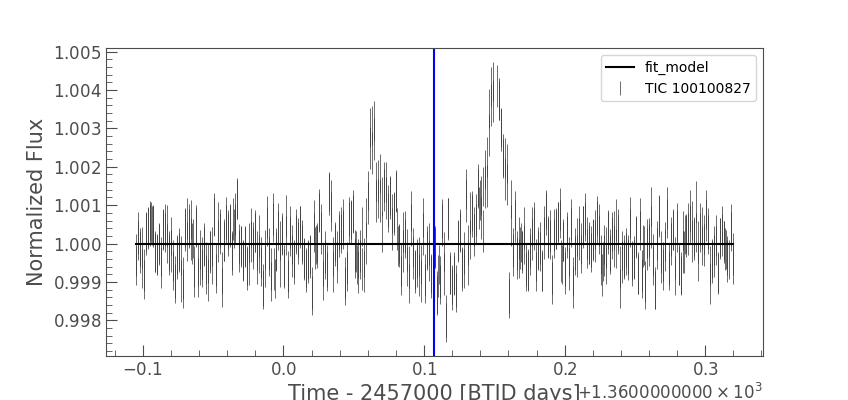 Normalized Flux
1.005
1.004
1.003
1.002
1.001
1.000
0.999
0.998
fit_model
TIC 100100827
−0.1
0.0
0.1
0.2
0.3
Time - 2457000 [BTJD days]
+1.3600000000 × 10³